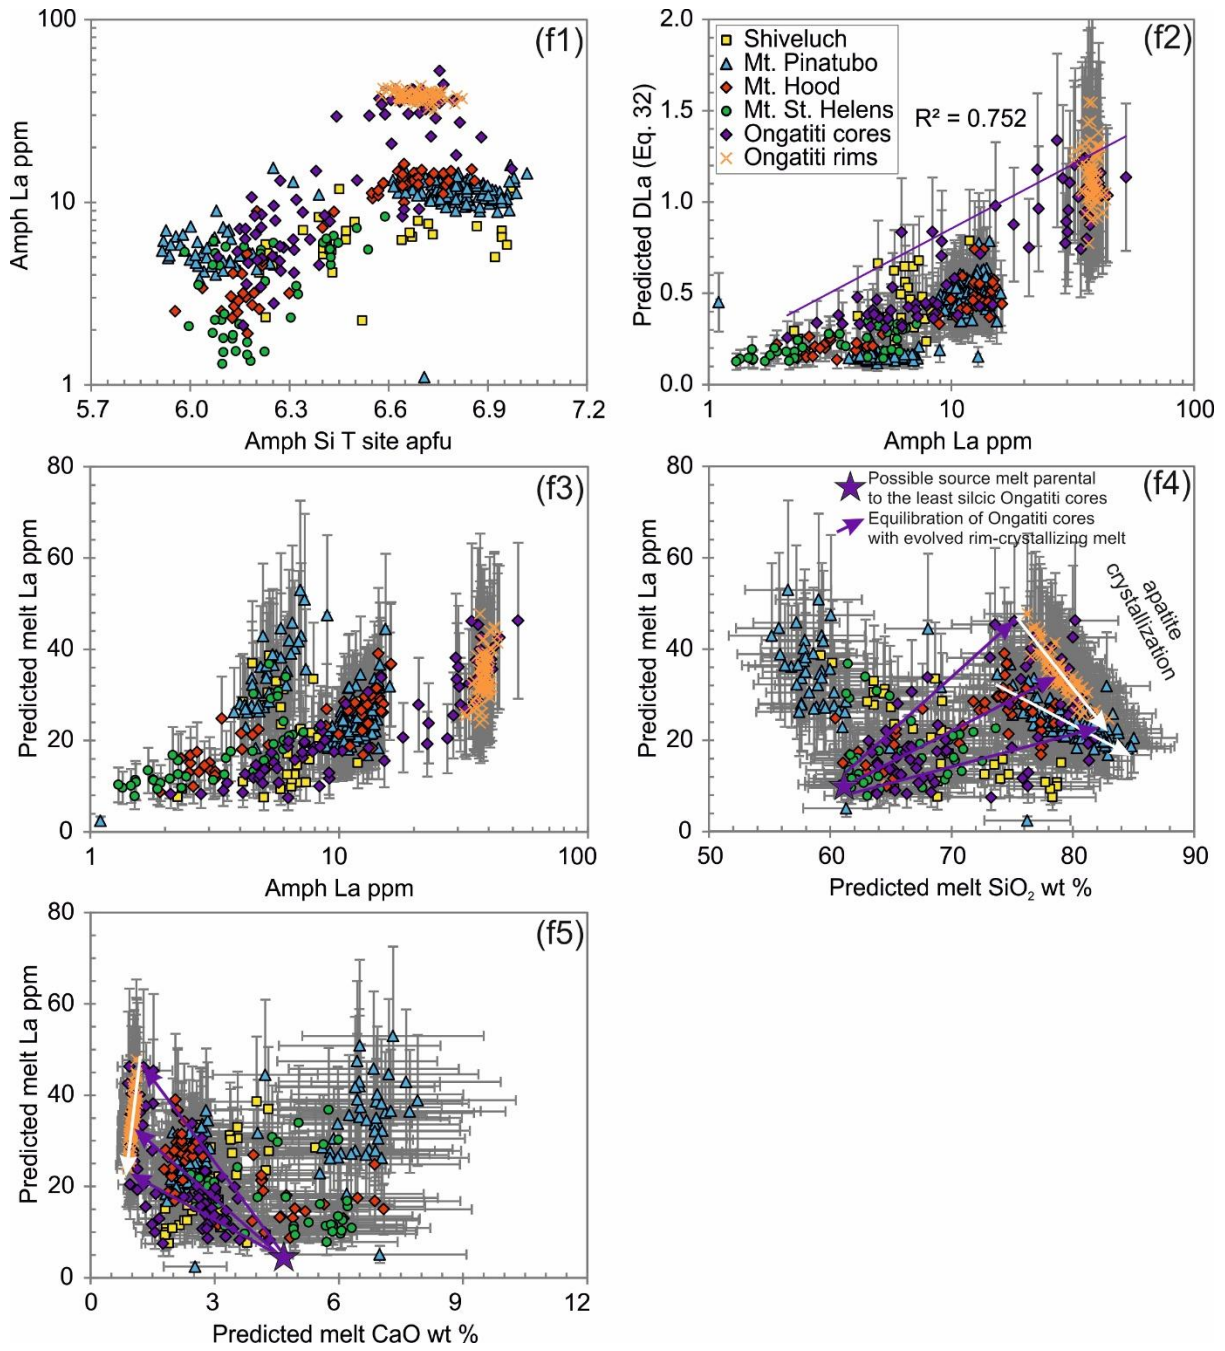 (f1)
100
10
1
Amph La ppm
5.7 6.0 6.3 6.6 6.9 7.2
Amph Si T site apfu
(f2)
2.0
1.5
1.0
0.5
0.0
Predicted DLa (Eq. 32)
Shiveluch
Mt. Pinatubo
Mt. Hood
Mt. St. Helens
Ongatiti cores
Ongatiti rims
R² = 0.752
1 10 100
Amph La ppm
(f3)
80
60
40
20
0
Predicted melt La ppm
1 10 100
Amph La ppm
(f4)
80
60
40
20
0
Predicted melt La ppm
Possible source melt parental
to the least silcic Ongatiti cores
Equilibration of Ongatiti cores
with evolved rim-crystallizing melt
apatite
crystallization
50 60 70 80 90
Predicted melt SiO₂ wt %
(f5)
80
60
40
20
0
Predicted melt La ppm
0 3 6 9 12
Predicted melt CaO wt %